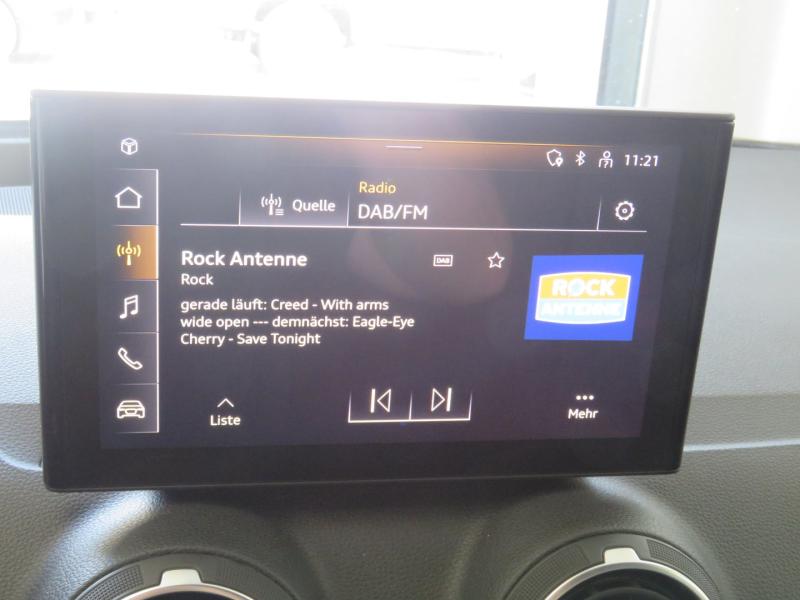 11:21
Quelle
Radio
DAB/FM
Rock Antenne
DAB
Rock
gerade läuft: Creed - With arms
wide open --- demnächst: Eagle-Eye
Cherry - Save Tonight
ROCK
ANTENNE
Liste
Mehr